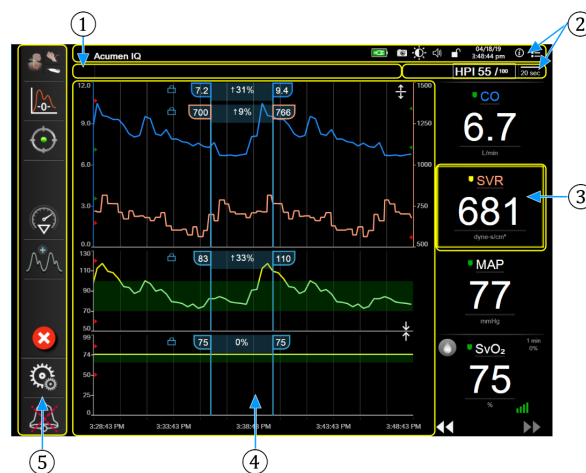 ①
②
Acumen IQ
04/18/19
3:48:44 pm
HPI 55 /100
20 sec
12.0
7.2
↑31%
9.4
1500
700
↑9%
766
9.0
1250
6.0
1000
3.0
750
0.0
500
CO
6.7
L/min
③
SVR
681
dyne-s/cm⁵
130
83
↑33%
110
110
90
70
50
MAP
77
mmHg
99
75
0%
75
74
50
25
0
SvO₂
1 min
0%
75
%
3:28:43 PM
3:33:43 PM
3:38:43 PM
3:43:43 PM
3:48:43 PM
-0-
⑤
④